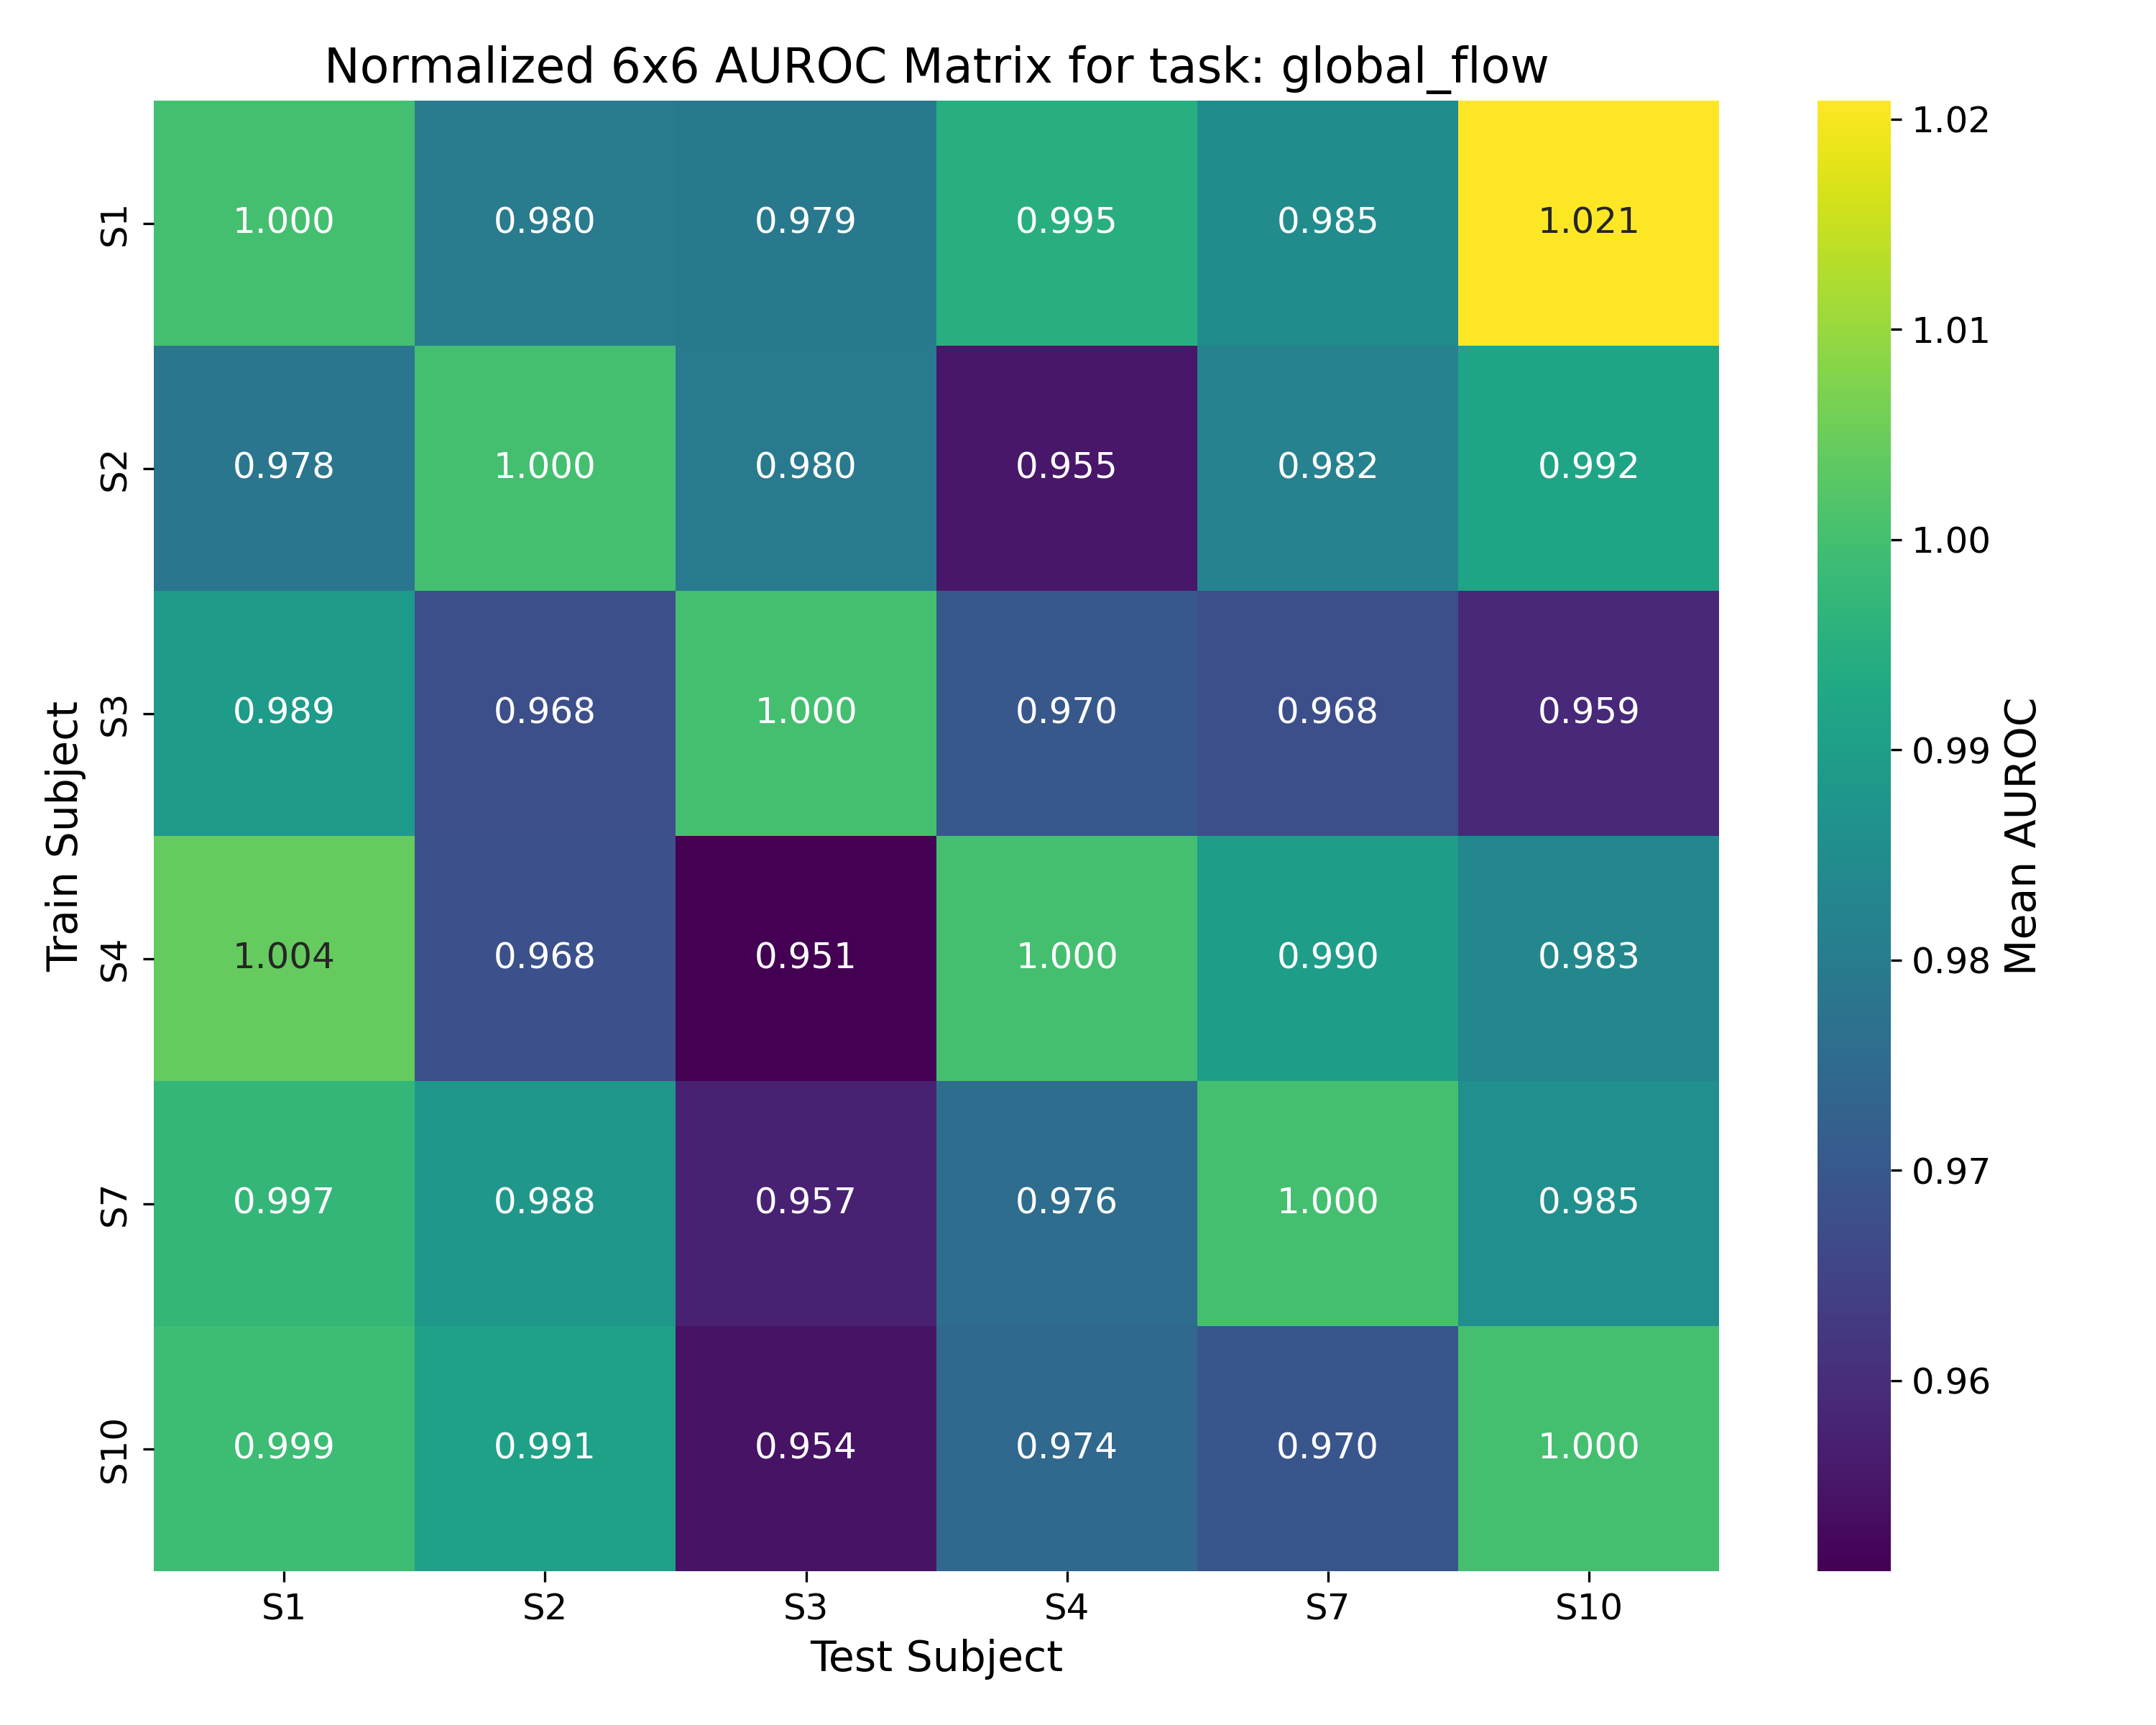 Normalized 6x6 AUROC Matrix for task: global_flow
Train Subject
S1 1.000 0.980 0.979 0.995 0.985 1.021
S2 0.978 1.000 0.980 0.955 0.982 0.992
S3 0.989 0.968 1.000 0.970 0.968 0.959
S4 1.004 0.968 0.951 1.000 0.990 0.983
S7 0.997 0.988 0.957 0.976 1.000 0.985
S10 0.999 0.991 0.954 0.974 0.970 1.000
S1 S2 S3 S4 S7 S10
Test Subject
1.02
1.01
1.00
0.99
0.98
0.97
0.96
Mean AUROC